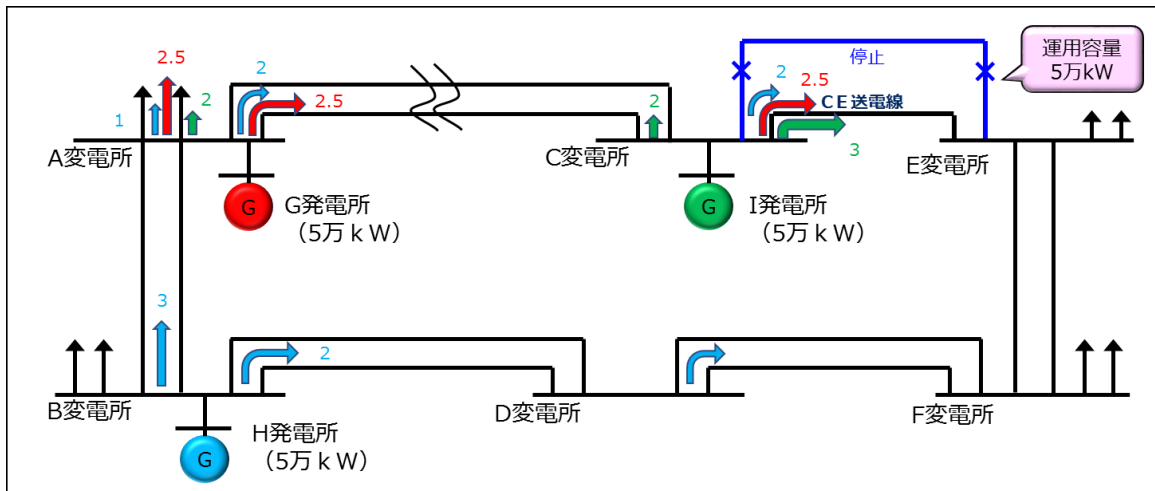 2.5
2
1
2
2.5
A変電所
G
G発電所
（5万ｋW）
2
C変電所
停止
2
2.5
CE送電線
3
G
I発電所
（5万ｋW）
E変電所
運用容量
5万kW
3
B変電所
G
H発電所
（5万ｋW）
2
D変電所
F変電所